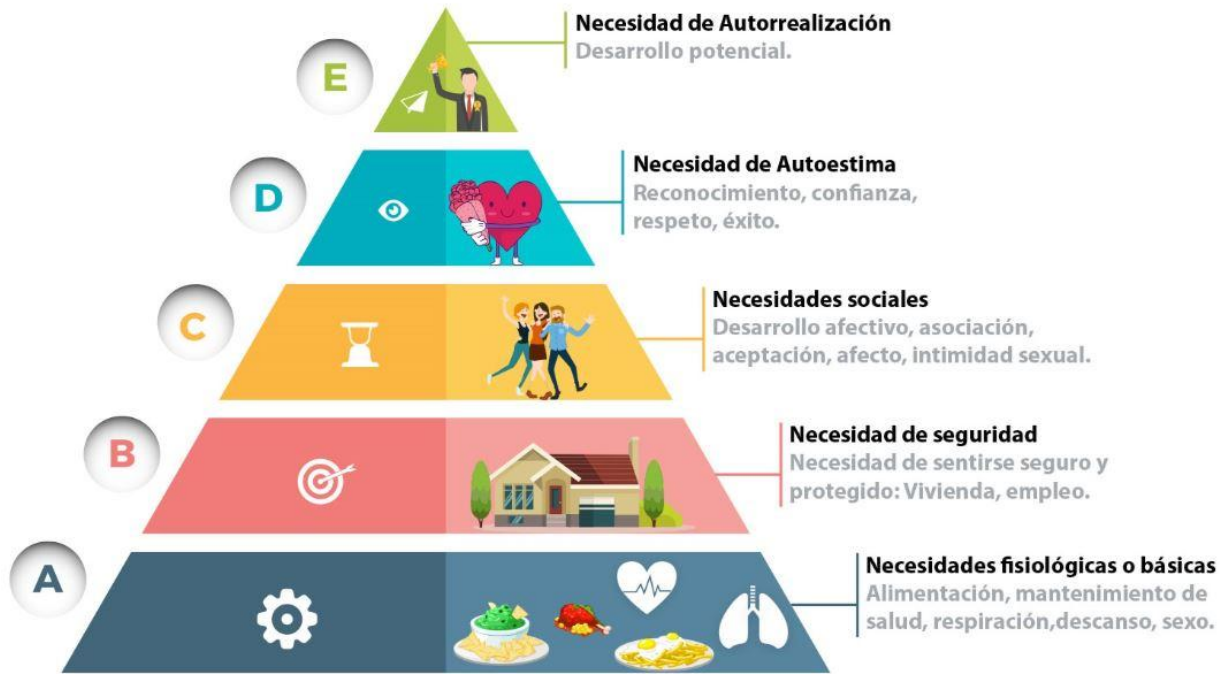 E
Necesidad de Autorrealización
Desarrollo potencial.
D
Necesidad de Autoestima
Reconocimiento, confianza,
respeto, éxito.
C
Necesidades sociales
Desarrollo afectivo, asociación,
aceptación, afecto, intimidad sexual.
B
Necesidad de seguridad
Necesidad de sentirse seguro y
protegido: Vivienda, empleo.
A
Necesidades fisiológicas o básicas
Alimentación, mantenimiento de
salud, respiración,descanso, sexo.